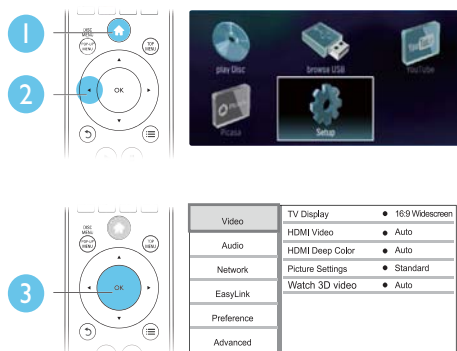 1
DISC
MENU
POP-UP
MENU
TOP
MENU
2
OK
play Disc
browse USB
YouTube
Picasa
Setup
DISC
MENU
POP-UP
MENU
TOP
MENU
3
OK
Video
Audio
Network
EasyLink
Preference
Advanced
TV Display ● 16:9 Widescreen
HDMI Video ● Auto
HDMI Deep Color ● Auto
Picture Settings ● Standard
Watch 3D video ● Auto